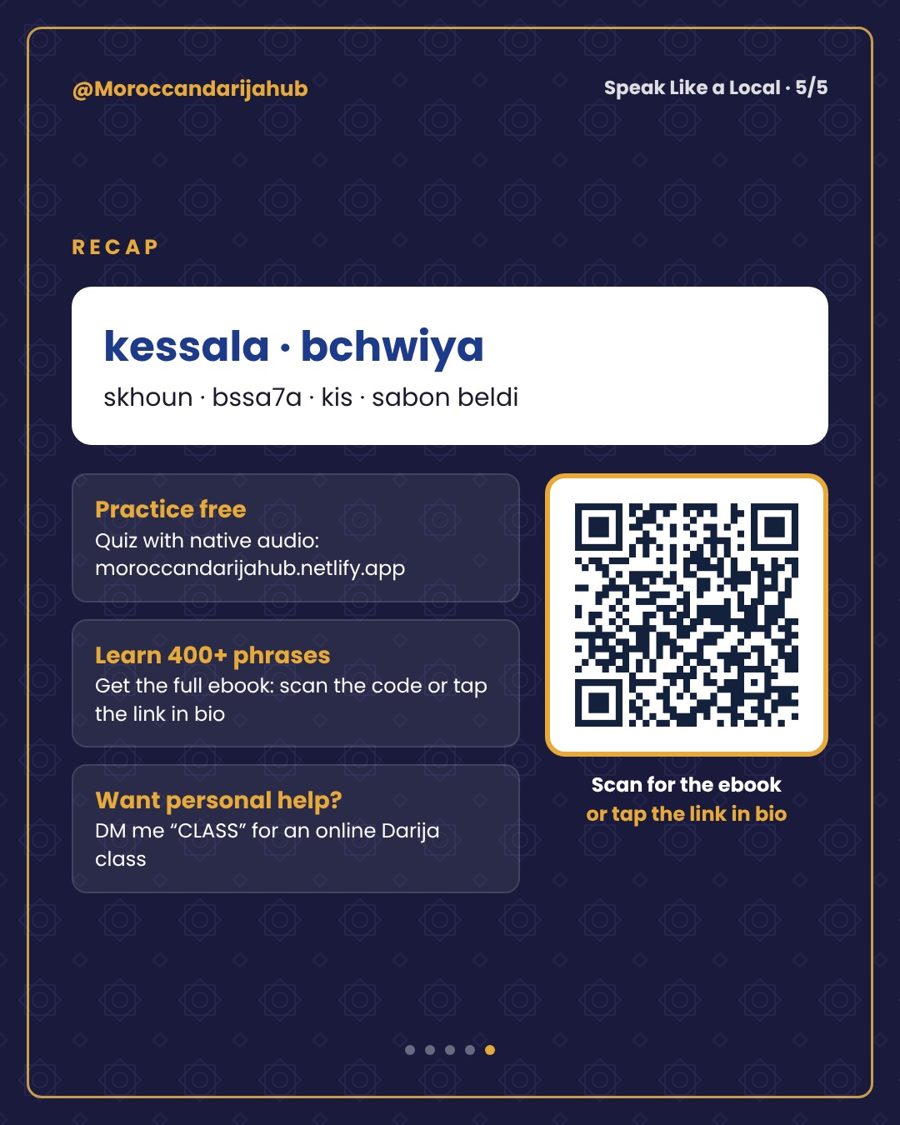 @Moroccandarijahub
Speak Like a Local · 5/5
RECAP
kessala · bchwiya
skhoun · bssa7a · kis · sabon beldi
Practice free
Quiz with native audio:
moroccandarijahub.netlify.app
Learn 400+ phrases
Get the full ebook: scan the code or tap
the link in bio
Want personal help?
DM me “CLASS” for an online Darija
class
Scan for the ebook
or tap the link in bio